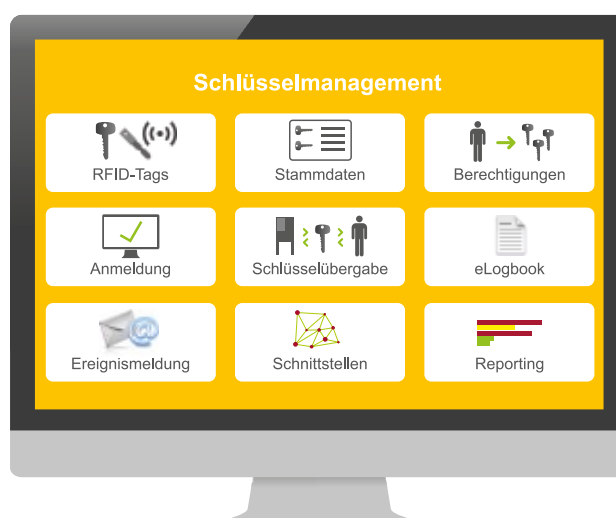 Schlüsselmanagement
RFID-Tags
Stammdaten
Berechtigungen
Anmeldung
Schlüsselübergabe
eLogbook
Ereignismeldung
Schnittstellen
Reporting